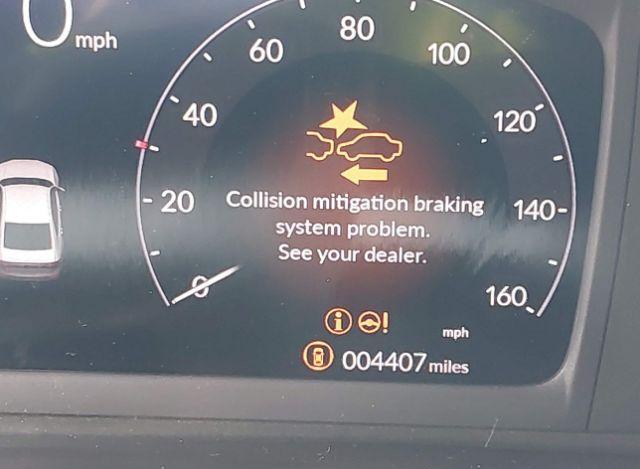 0 mph
80
60
100
40
120
20
Collision mitigation braking
140
system problem.
See your dealer.
0
160
mph
004407 miles